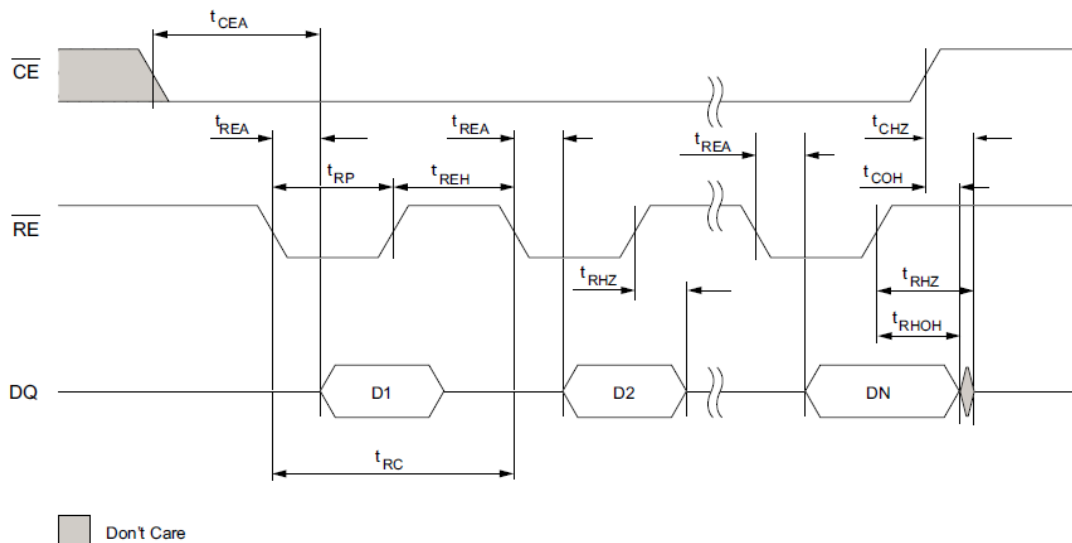 tCEA
CE
tREA
tREA
tREA
tCHZ
tRP
tREH
tCOH
RE
tRHZ
tRHZ
tRHOH
DQ
D1
D2
DN
tRC
Don't Care